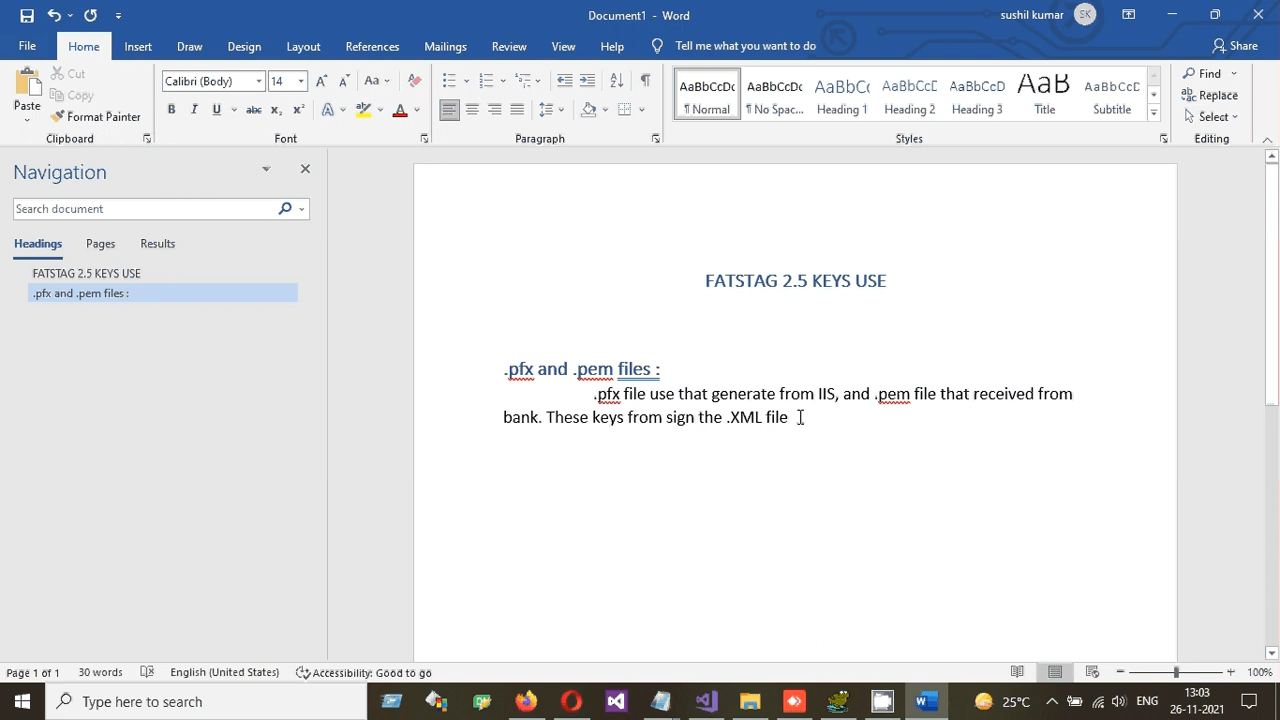 Document1 - Word
sushil kumar SK
File Home Insert Draw Design Layout References Mailings Review View Help Tell me what you want to do Share
Paste
Cut
Copy
Format Painter
Clipboard
Calibri (Body) 14
Font
Paragraph
AaBbCcDc AaBbCcDc AaBbCc AaBbCcC AaBbCcD AaB AaBbCcD
¶ Normal ¶ No Spac... Heading 1 Heading 2 Heading 3 Title Subtitle
Styles
Find
Replace
Select
Editing
Navigation
Search document
Headings Pages Results
FATSTAG 2.5 KEYS USE
.pfx and .pem files :
FATSTAG 2.5 KEYS USE
.pfx and .pem files :
.pfx file use that generate from IIS, and .pem file that received from
bank. These keys from sign the .XML file
Page 1 of 1 30 words English (United States) Accessibility: Good to go 100%
Type here to search
25°C ENG 13:03
26-11-2021